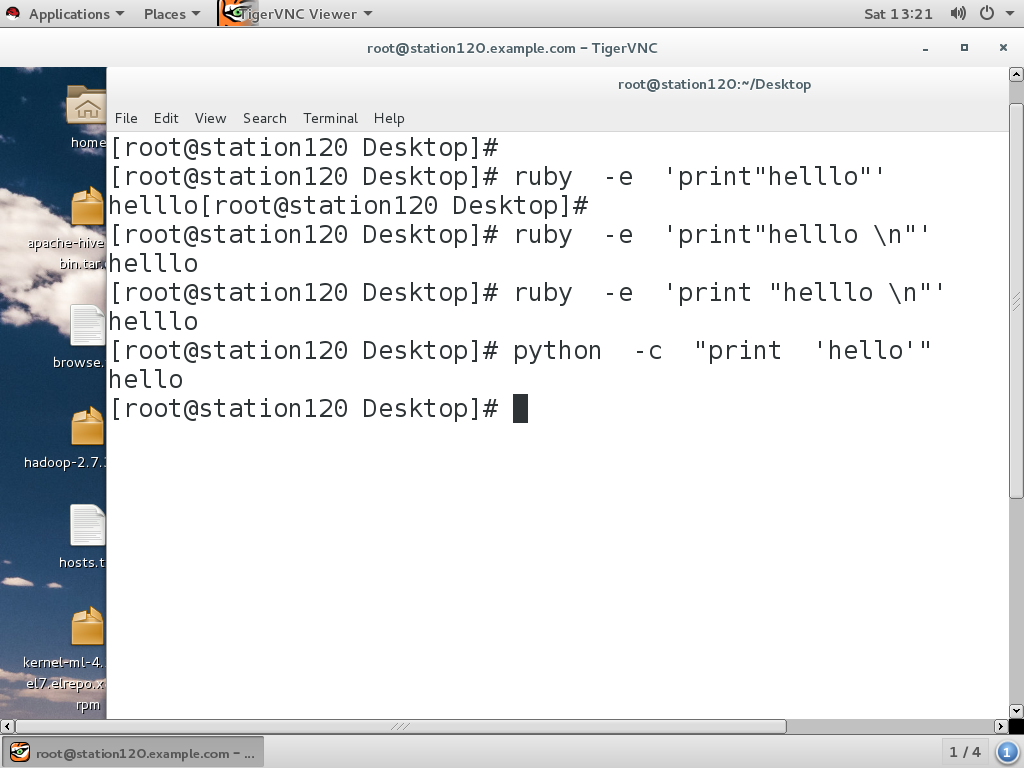 Applications Places TigerVNC Viewer Sat 13:21
root@station120.example.com - TigerVNC
root@station120:~/Desktop
File Edit View Search Terminal Help
[root@station120 Desktop]#
[root@station120 Desktop]# ruby  -e  'print"helllo"'
helllo[root@station120 Desktop]#
[root@station120 Desktop]# ruby  -e  'print"helllo \n"'
helllo
[root@station120 Desktop]# ruby  -e  'print "helllo \n"'
helllo
[root@station120 Desktop]# python  -c  "print  'hello'"
hello
[root@station120 Desktop]#
home
apache-hive
bin.tar.
browse.
hadoop-2.7.
hosts.t
kernel-ml-4.
el7.elrepo.x
rpm
root@station120.example.com - ... 1 / 4 1